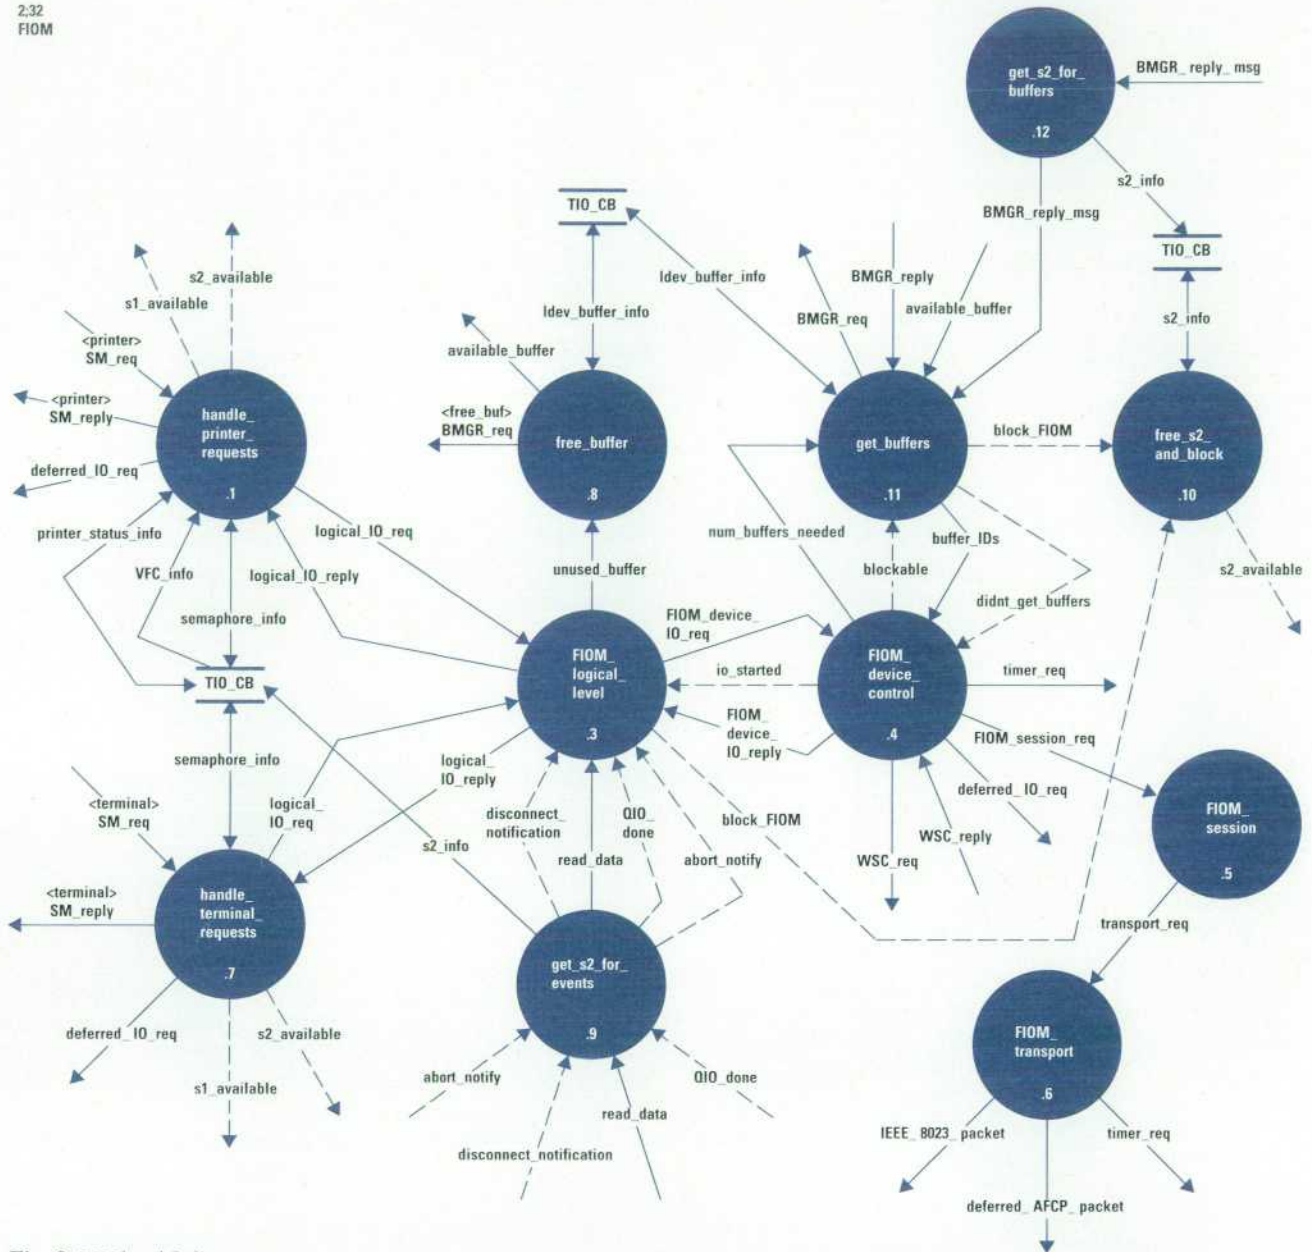 2;32
FIOM
get_s2_for_
buffers
.12
BMGR_reply_msg
s2_info
BMGR_reply_msg
TIO_CB
TIO_CB
s2_available
s1_available
ldev_buffer_info
BMGR_reply
available_buffer
BMGR_req
ldev_buffer_info
s2_info
<printer>
SM_req
available_buffer
<printer>
SM_reply
handle_
printer_
requests
.1
<free_buf>
BMGR_req
free_buffer
.8
get_buffers
.11
block_FIOM
free_s2_
and_block
.10
deferred_IO_req
printer_status_info
logical_IO_req
num_buffers_needed
buffer_IDs
VFC_info
logical_IO_reply
unused_buffer
blockable
s2_available
didnt_get_buffers
semaphore_info
FIOM_device_
IO_req
FIOM_
logical_
level
.3
io_started
FIOM_
device_
control
.4
timer_req
TIO_CB
FIOM_
device_
IO_reply
FIOM_session_req
semaphore_info
logical_
IO_reply
deferred_IO_req
<terminal>
SM_req
logical_
IO_req
disconnect_
notification
QIO_
done
block_FIOM
FIOM_
session
.5
s2_info
read_data
abort_notify
WSC_req
WSC_reply
<terminal>
SM_reply
handle_
terminal_
requests
.7
transport_req
get_s2_for_
events
.9
deferred_IO_req
s2_available
s1_available
FIOM_
transport
.6
abort_notify
QIO_done
read_data
disconnect_notification
IEEE_8023_packet
timer_req
deferred_AFCP_packet